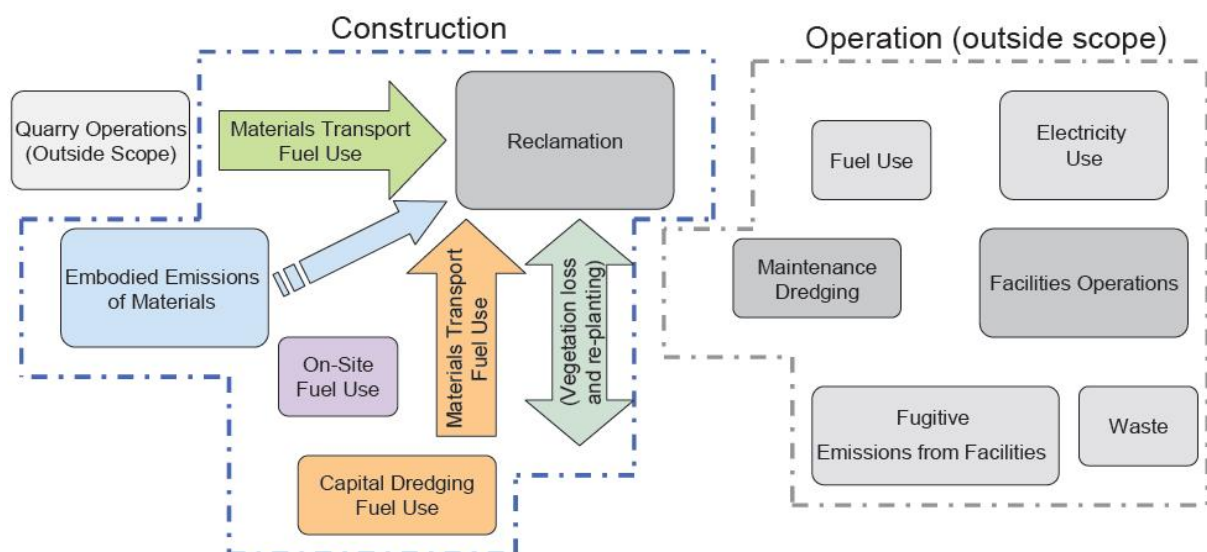 Construction
Operation (outside scope)
Quarry Operations
(Outside Scope)
Materials Transport
Fuel Use
Reclamation
Embodied Emissions
of Materials
On-Site
Fuel Use
Materials Transport
Fuel Use
(Vegetation loss
and re-planting)
Capital Dredging
Fuel Use
Fuel Use
Electricity
Use
Maintenance
Dredging
Facilities Operations
Fugitive
Emissions from Facilities
Waste